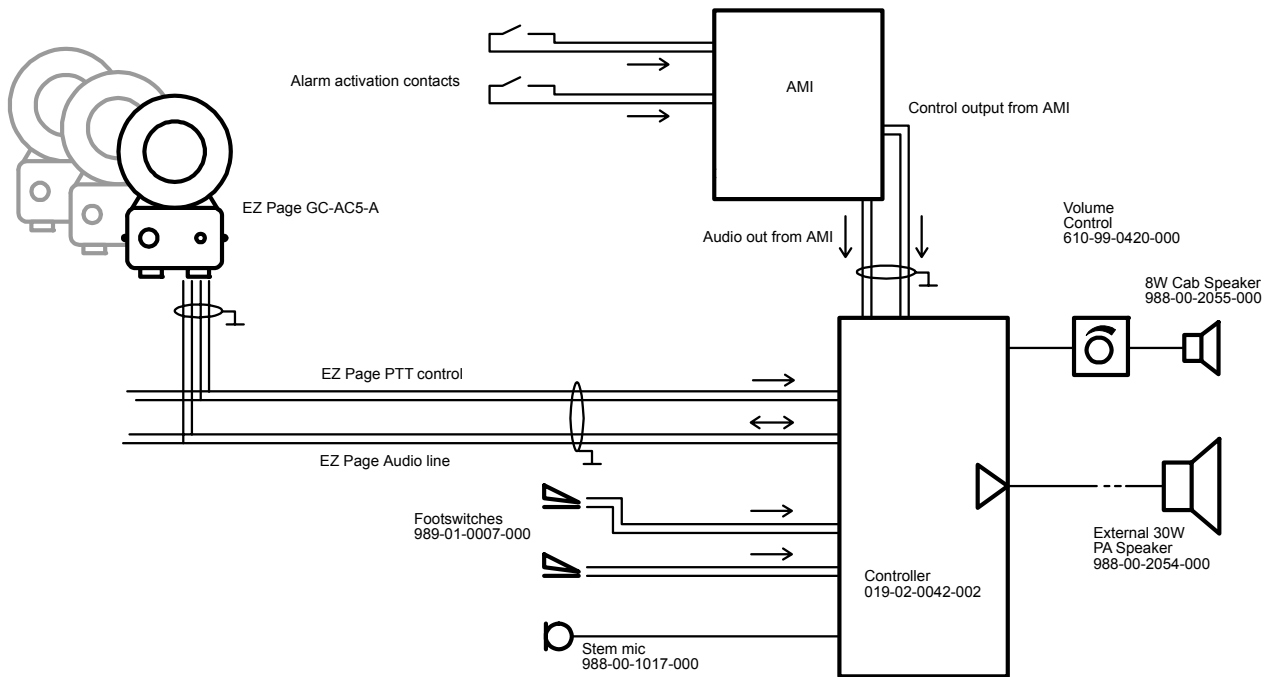 Alarm activation contacts
AMI
Control output from AMI
EZ Page GC-AC5-A
Audio out from AMI
Volume
Control
610-99-0420-000
8W Cab Speaker
988-00-2055-000
EZ Page PTT control
EZ Page Audio line
Footswitches
989-01-0007-000
External 30W
PA Speaker
988-00-2054-000
Controller
019-02-0042-002
Stem mic
988-00-1017-000